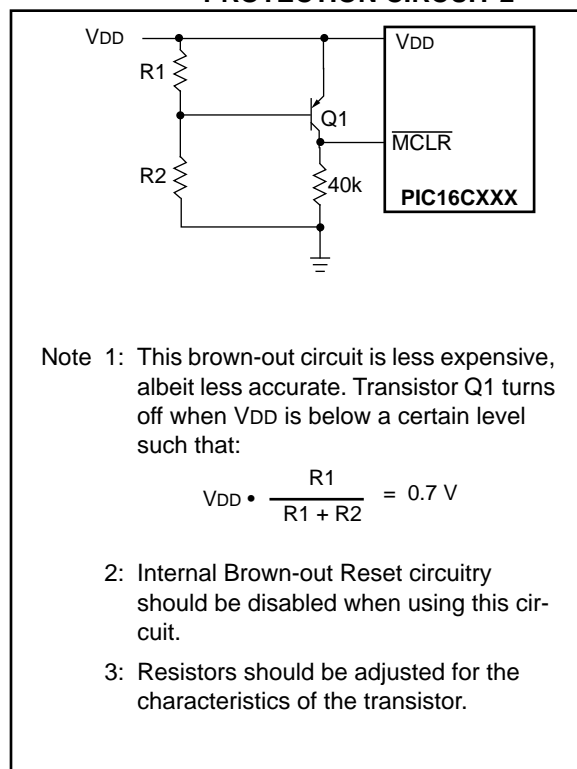 PROTECTION CIRCUIT 2
VDD
VDD
R1
Q1
MCLR
R2
40k
PIC16CXXX
Note 1: This brown-out circuit is less expensive,
albeit less accurate. Transistor Q1 turns
off when VDD is below a certain level
such that:
VDD • R1 / R1 + R2 = 0.7 V
2: Internal Brown-out Reset circuitry
should be disabled when using this cir-
cuit.
3: Resistors should be adjusted for the
characteristics of the transistor.